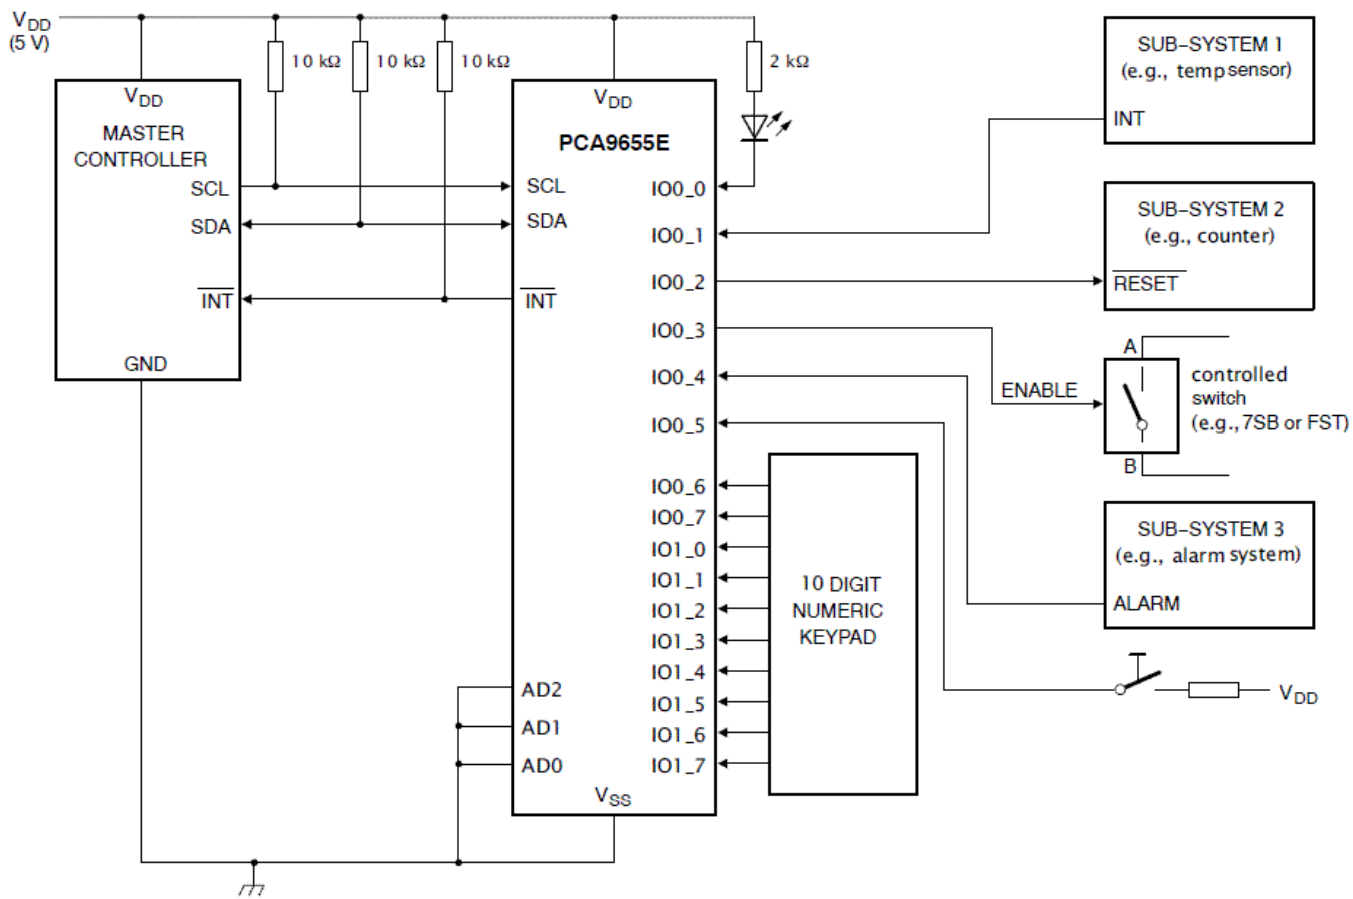 VDD
(5 V)
10 kΩ
10 kΩ
10 kΩ
2 kΩ
VDD
MASTER
CONTROLLER
SCL
SDA
INT
GND
VDD
PCA9655E
SCL
SDA
INT
AD2
AD1
AD0
VSS
IO0_0
IO0_1
IO0_2
IO0_3
IO0_4
IO0_5
IO0_6
IO0_7
IO1_0
IO1_1
IO1_2
IO1_3
IO1_4
IO1_5
IO1_6
IO1_7
10 DIGIT
NUMERIC
KEYPAD
SUB−SYSTEM 1
(e.g., temp sensor)
INT
SUB−SYSTEM 2
(e.g., counter)
RESET
A
ENABLE
B
controlled
switch
(e.g., 7SB or FST)
SUB−SYSTEM 3
(e.g., alarm system)
ALARM
VDD